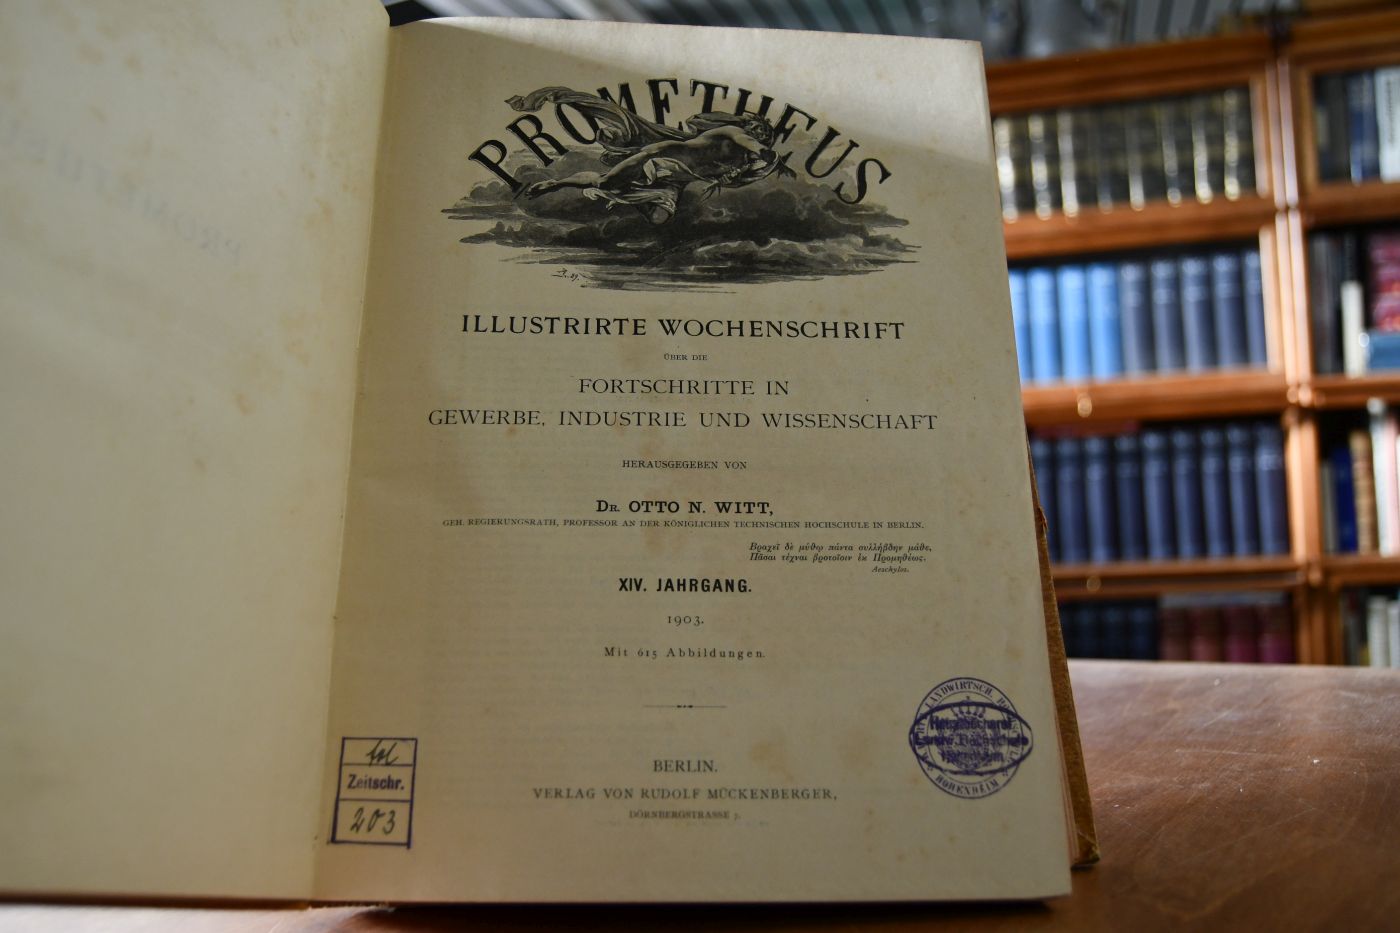 PROMETHEUS
ILLUSTRIRTE WOCHENSCHRIFT
ÜBER DIE
FORTSCHRITTE IN
GEWERBE, INDUSTRIE UND WISSENSCHAFT
HERAUSGEGEBEN VON
DR. OTTO N. WITT,
GEH. REGIERUNGSRATH, PROFESSOR AN DER KÖNIGLICHEN TECHNISCHEN HOCHSCHULE IN BERLIN.
Βραχεῖ δὲ μύθῳ πάντα συλλήβδην μάθε,
Πᾶσαι τέχναι βροτοῖσιν ἐκ Προμηθέως.
Aeschylos.
XIV. JAHRGANG.
1903.
Mit 615 Abbildungen.
BERLIN.
VERLAG VON RUDOLF MÜCKENBERGER,
DÖRNBERGSTRASSE 7.
Zeitschr.
203
LANDWIRTSCH.
HOHENHEIM